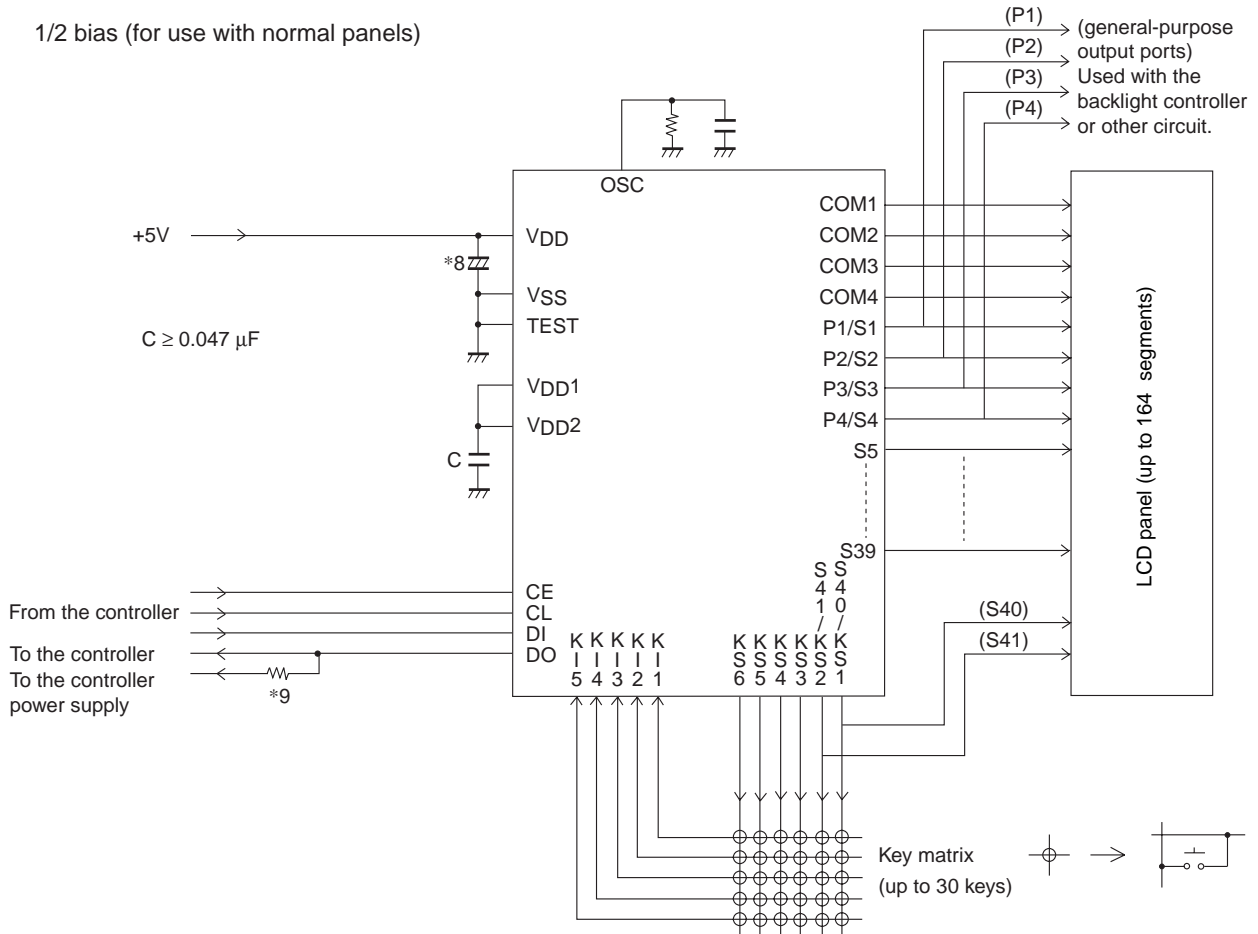 1/2 bias (for use with normal panels)
(P1)
(P2)
(P3)
(P4)
(general-purpose
output ports)
Used with the
backlight controller
or other circuit.
OSC
+5V
VDD
*8
VSS
TEST
C ≥ 0.047 μF
VDD1
VDD2
C
COM1
COM2
COM3
COM4
P1/S1
P2/S2
P3/S3
P4/S4
S5
S39
LCD panel (up to 164 segments)
From the controller
CE
CL
DI
DO
To the controller
To the controller
power supply
*9
KI5
KI4
KI3
KI2
KI1
KS6
KS5
KS4
KS3
S41/KS2
S40/KS1
(S40)
(S41)
Key matrix
(up to 30 keys)